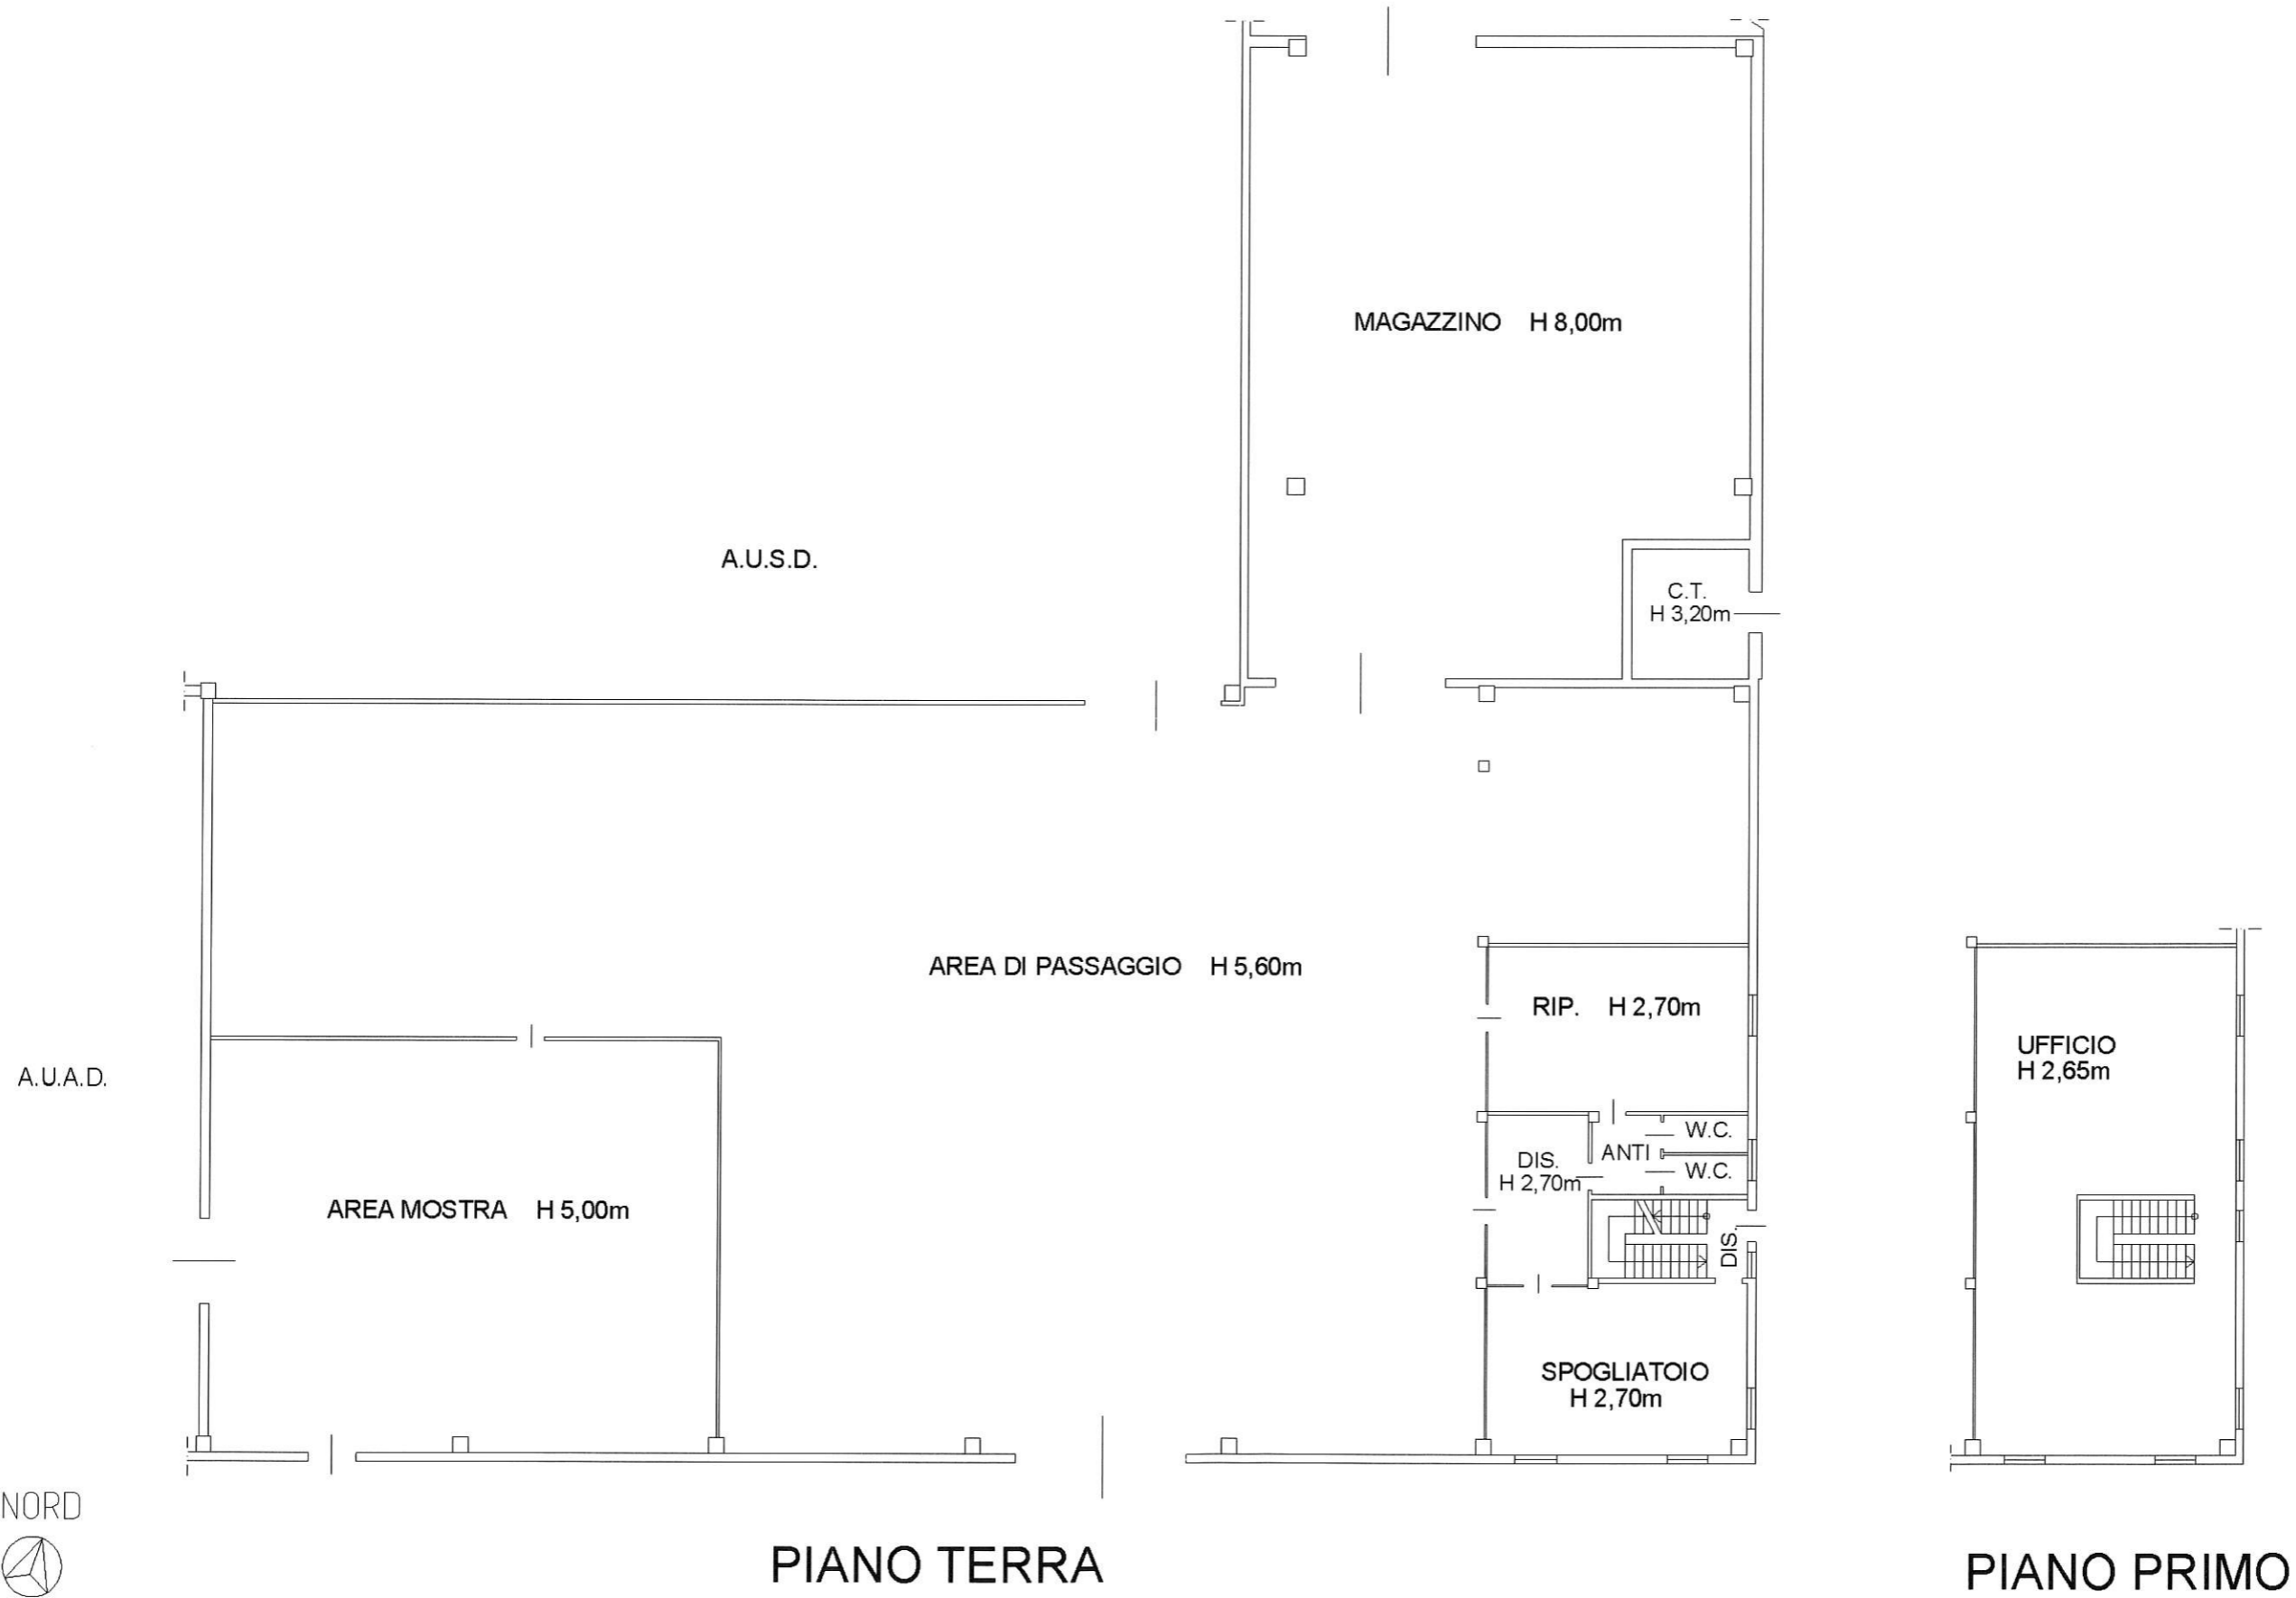 MAGAZZINO H 8,00m
A.U.S.D.
C.T.
H 3,20m
AREA DI PASSAGGIO H 5,60m
RIP. H 2,70m
UFFICIO
H 2,65m
A.U.A.D.
W.C.
ANTI
DIS.
H 2,70m
W.C.
AREA MOSTRA H 5,00m
DIS.
SPOGLIATOIO
H 2,70m
NORD
PIANO TERRA
PIANO PRIMO